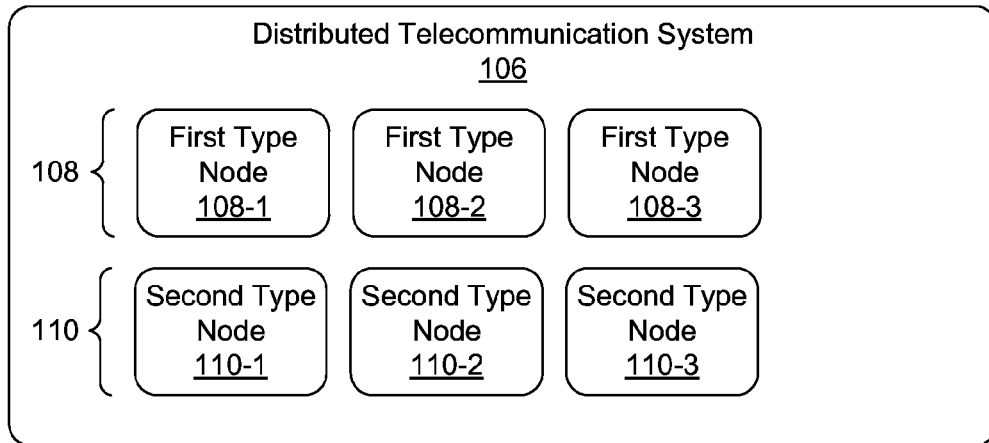 Distributed Telecommunication System
106
108
First Type
Node
108-1
First Type
Node
108-2
First Type
Node
108-3
110
Second Type
Node
110-1
Second Type
Node
110-2
Second Type
Node
110-3